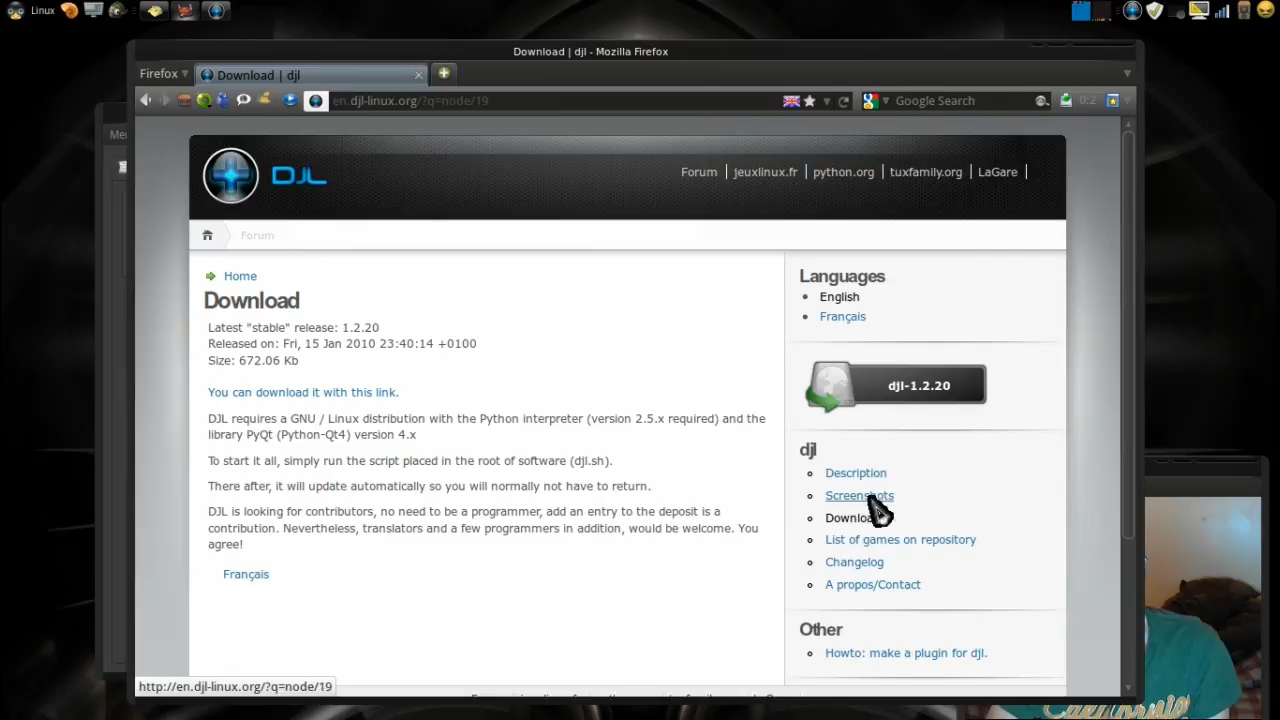 Linux
Download | djl - Mozilla Firefox
Firefox
Download | djl
en.djl-linux.org/?q=node/19
Google Search
0:2
DJL
Forum
jeuxlinux.fr
python.org
tuxfamily.org
LaGare
Forum
Home
Download
Latest "stable" release: 1.2.20
Released on: Fri, 15 Jan 2010 23:40:14 +0100
Size: 672.06 Kb
You can download it with this link.
DJL requires a GNU / Linux distribution with the Python interpreter (version 2.5.x required) and the
library PyQt (Python-Qt4) version 4.x
To start it all, simply run the script placed in the root of software (djl.sh).
There after, it will update automatically so you will normally not have to return.
DJL is looking for contributors, no need to be a programmer, add an entry to the deposit is a
contribution. Nevertheless, translators and a few programmers in addition, would be welcome. You
agree!
Français
Languages
English
Français
djl-1.2.20
djl
Description
Screenshots
Download
List of games on repository
Changelog
A propos/Contact
Other
Howto: make a plugin for djl.
http://en.djl-linux.org/?q=node/19